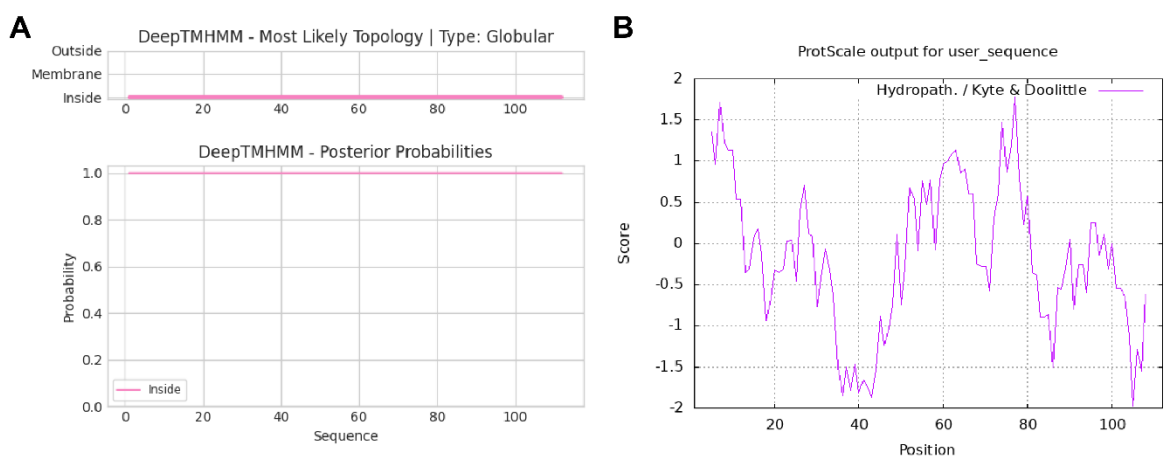 A
DeepTMHMM - Most Likely Topology | Type: Globular
Outside
Membrane
Inside
0 20 40 60 80 100
DeepTMHMM - Posterior Probabilities
1.0
0.8
0.6
0.4
0.2
0.0
Probability
Inside
0 20 40 60 80 100
Sequence
B
ProtScale output for user_sequence
Hydropath. / Kyte & Doolittle
2
1.5
1
0.5
0
-0.5
-1
-1.5
-2
Score
20 40 60 80 100
Position